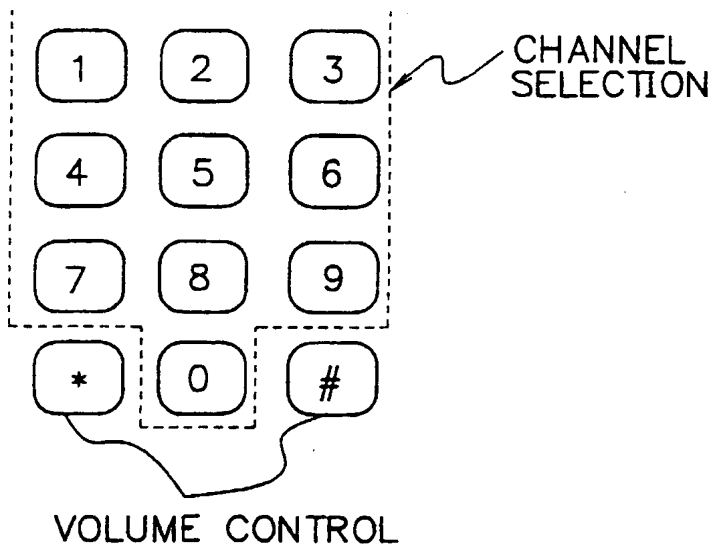 1 2 3
CHANNEL
SELECTION
4 5 6
7 8 9
* 0 #
VOLUME CONTROL